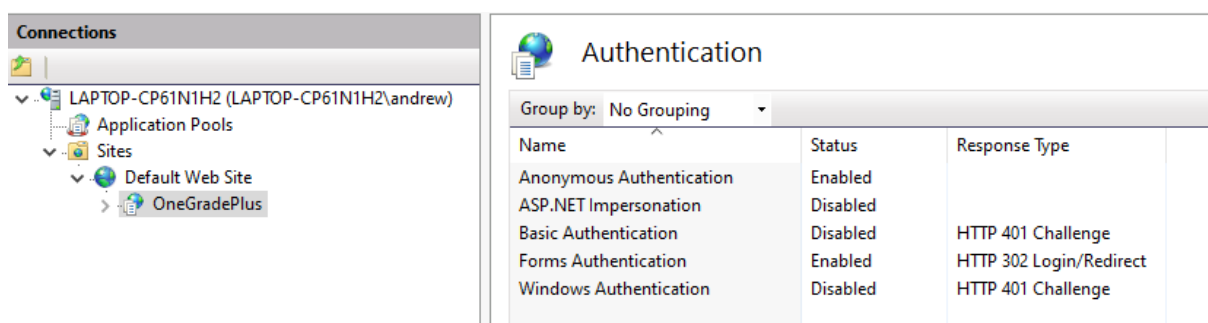 Connections
LAPTOP-CP61N1H2 (LAPTOP-CP61N1H2\andrew)
Application Pools
Sites
Default Web Site
OneGradePlus
Authentication
Group by: No Grouping
Name Status Response Type
Anonymous Authentication Enabled
ASP.NET Impersonation Disabled
Basic Authentication Disabled HTTP 401 Challenge
Forms Authentication Enabled HTTP 302 Login/Redirect
Windows Authentication Disabled HTTP 401 Challenge